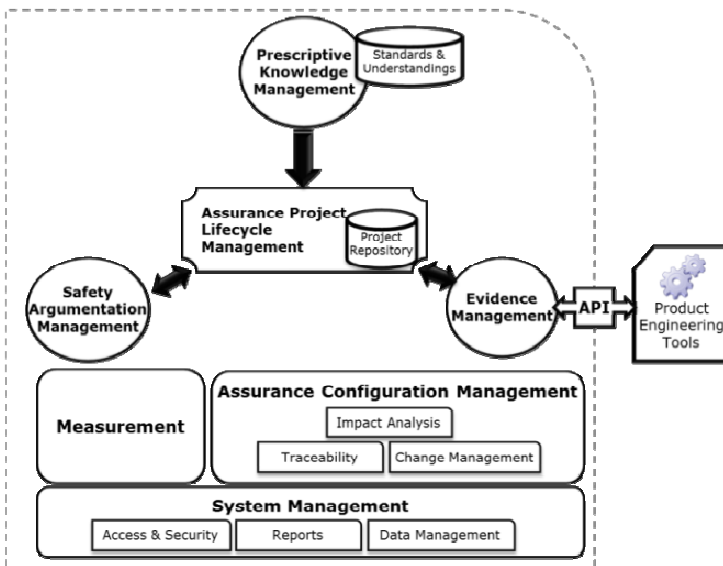 Prescriptive
Knowledge
Management
Standards &
Understandings
Assurance Project
Lifecycle
Management
Project
Repository
Safety
Argumentation
Management
Evidence
Management
API
Product
Engineering
Tools
Measurement
Assurance Configuration Management
Impact Analysis
Traceability
Change Management
System Management
Access & Security
Reports
Data Management